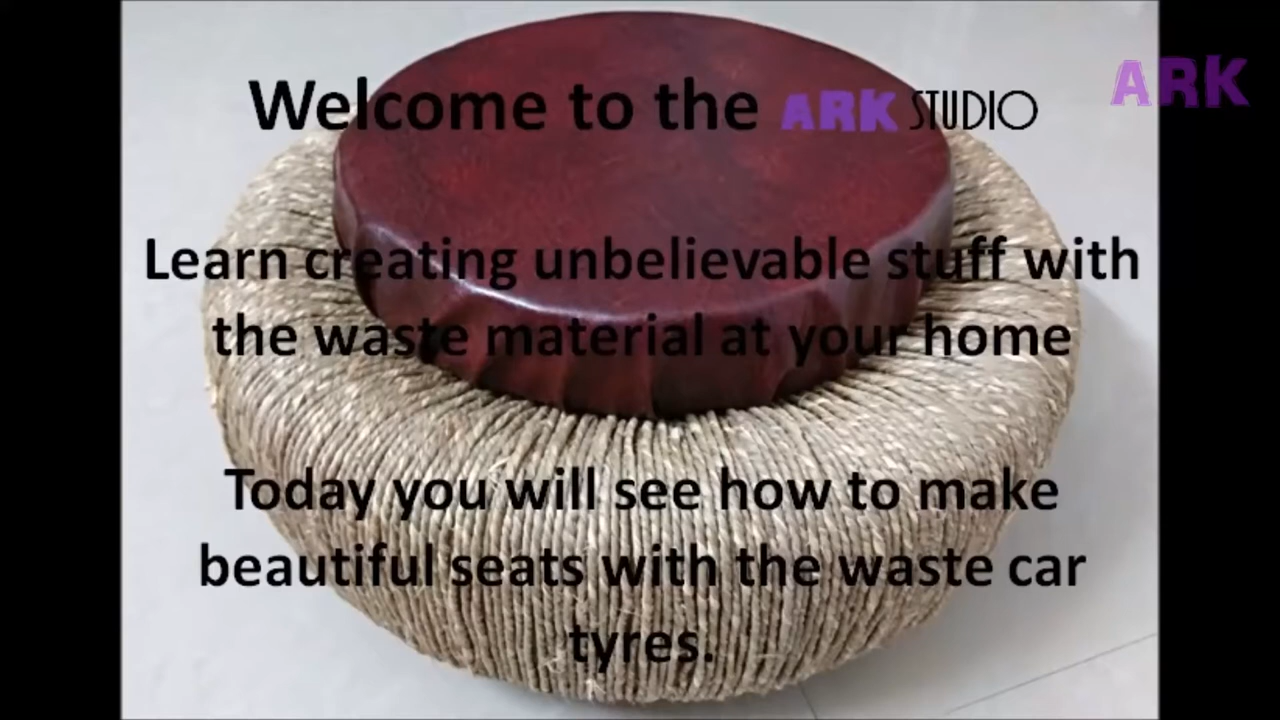 Welcome to the ARK STUDIO
ARK
Learn creating unbelievable stuff with
the waste material at your home
Today you will see how to make
beautiful seats with the waste car
tyres.